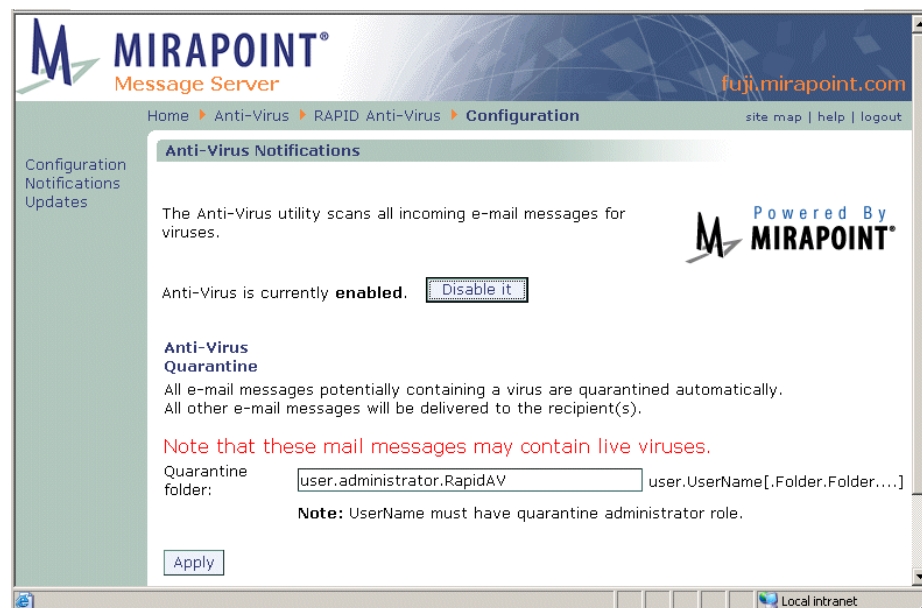 MIRAPOINT®
Message Server
fuji.mirapoint.com
Home Anti-Virus RAPID Anti-Virus Configuration
site map | help | logout
Configuration
Notifications
Updates
Anti-Virus Notifications
The Anti-Virus utility scans all incoming e-mail messages for
viruses.
Powered By
MIRAPOINT®
Anti-Virus is currently enabled. Disable it
Anti-Virus
Quarantine
All e-mail messages potentially containing a virus are quarantined automatically.
All other e-mail messages will be delivered to the recipient(s).
Note that these mail messages may contain live viruses.
Quarantine
folder:
user.administrator.RapidAV user.UserName[.Folder.Folder....]
Note: UserName must have quarantine administrator role.
Apply
Local intranet